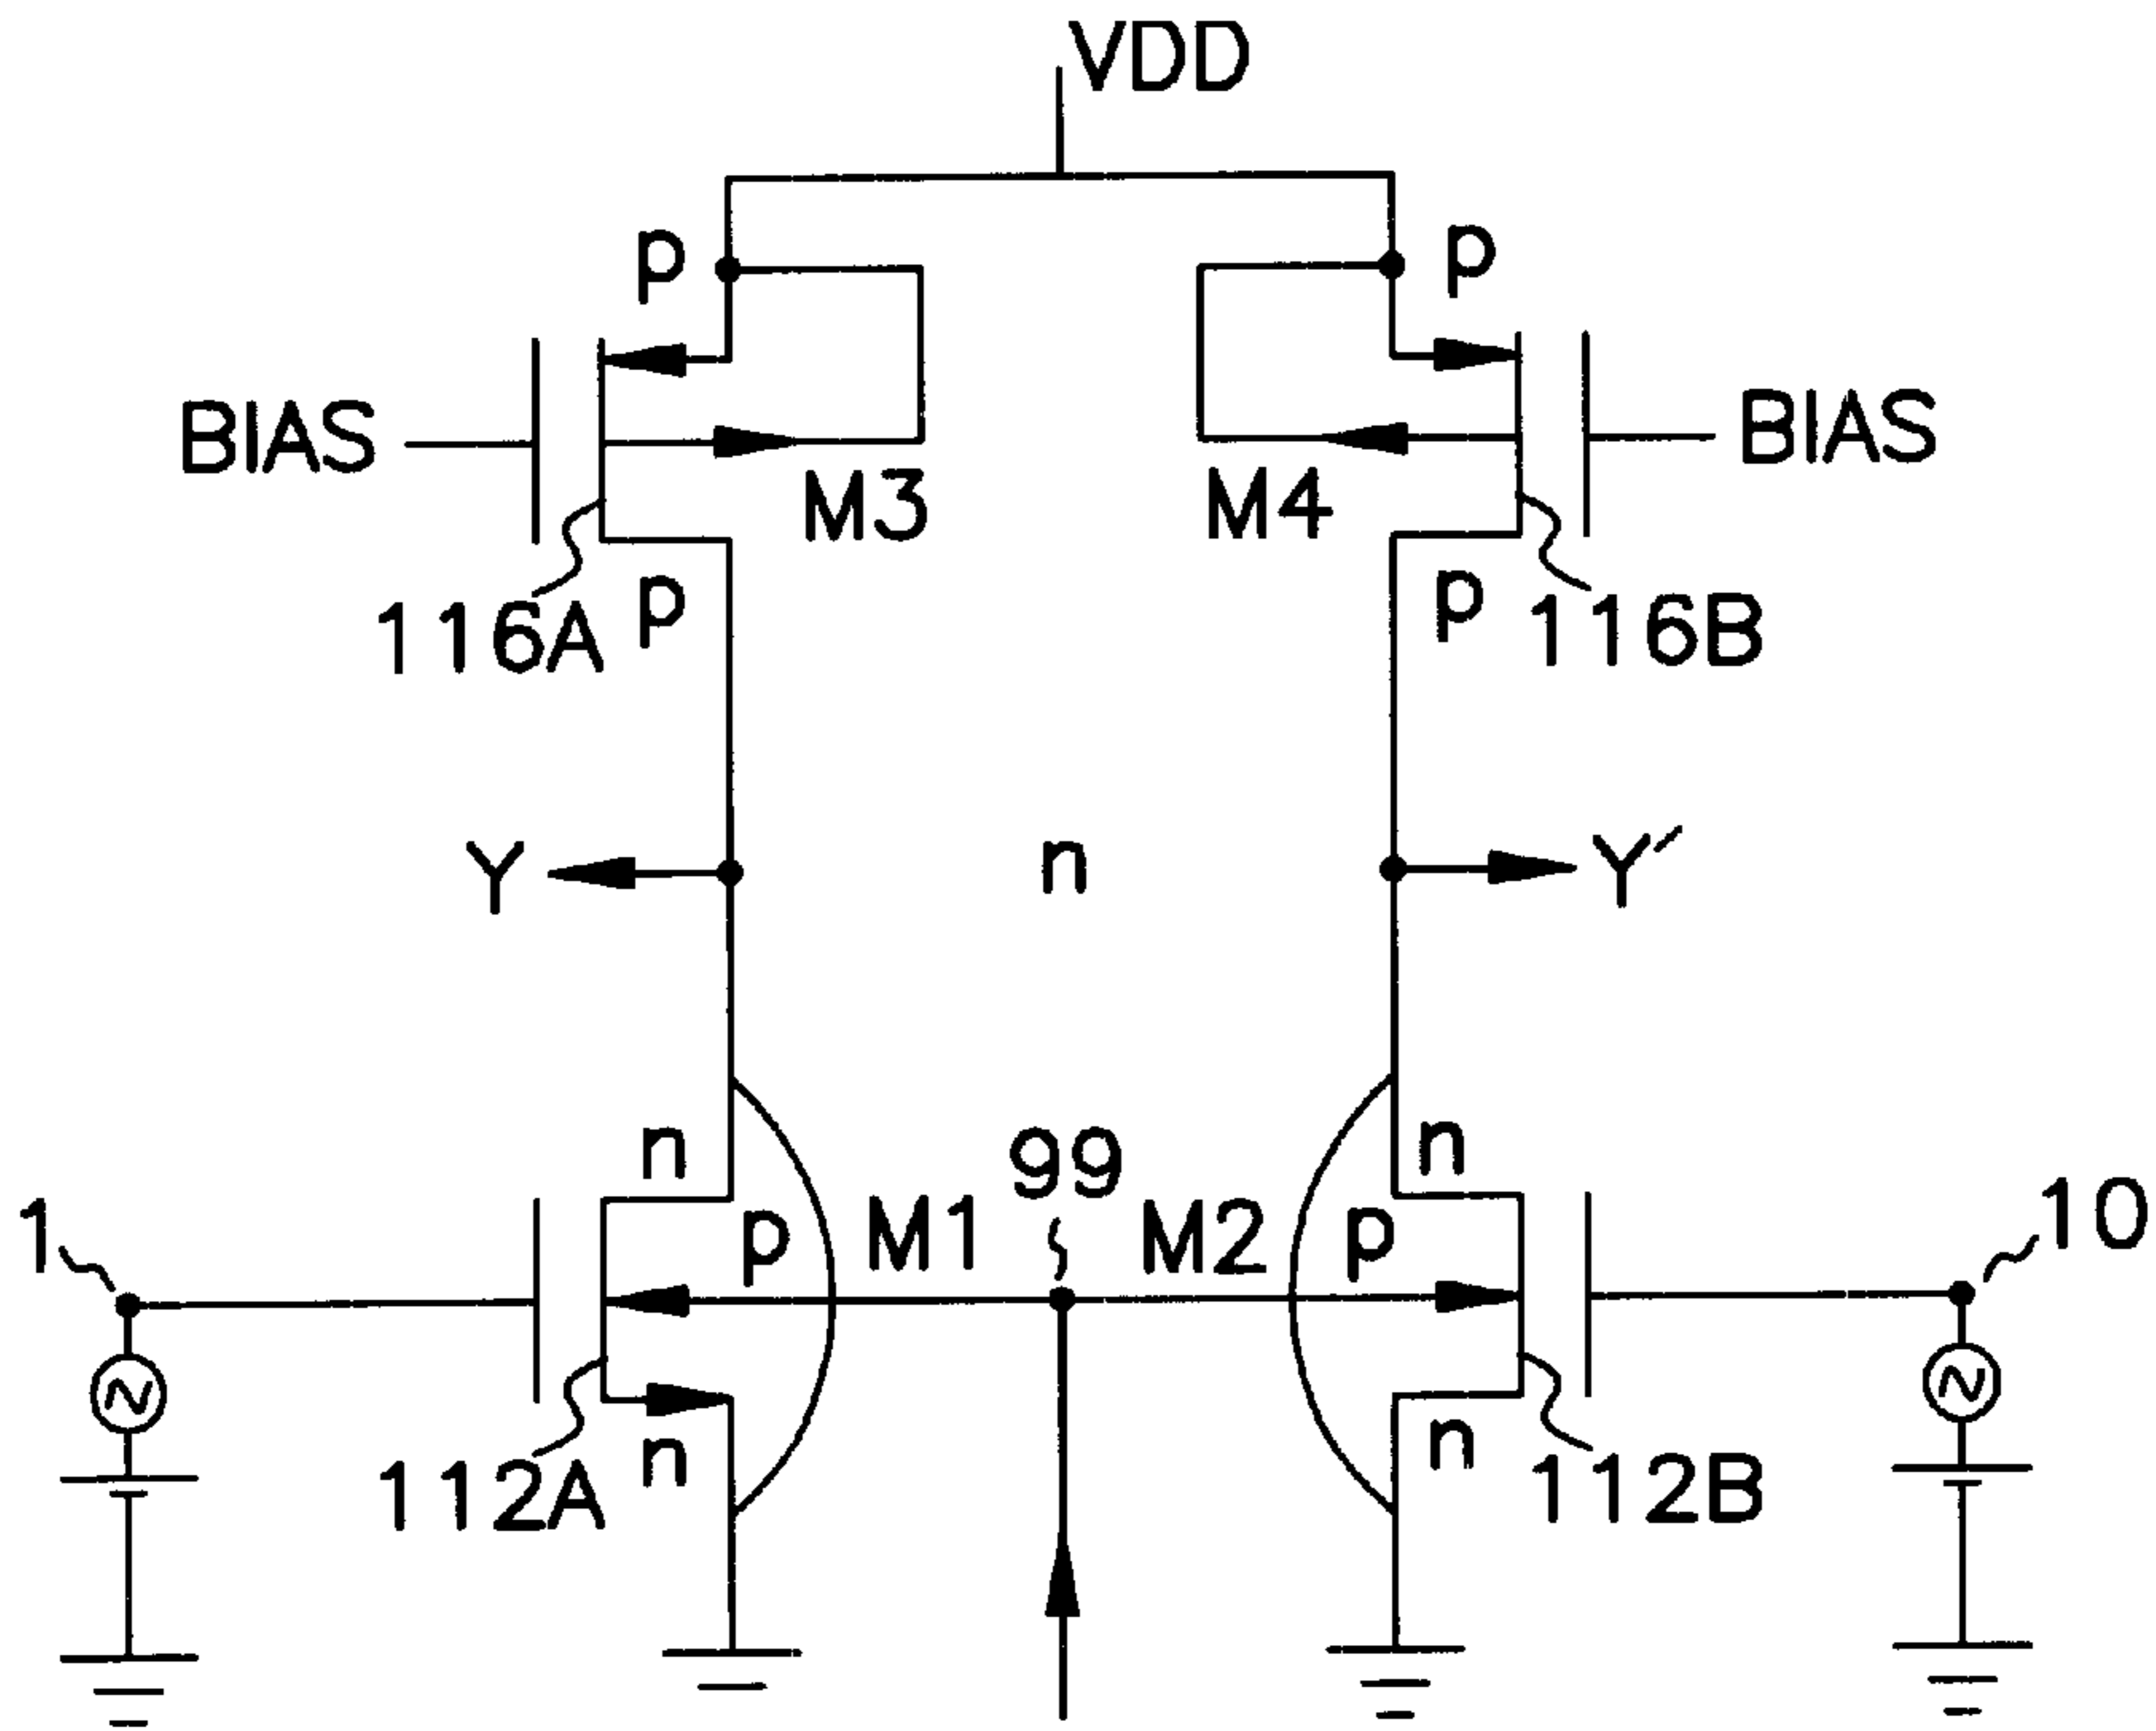 VDD
p p
BIAS BIAS
M3 M4
116A p p 116B
Y n Y′
n 99 n
1 p M1 M2 p 10
112A n n 112B